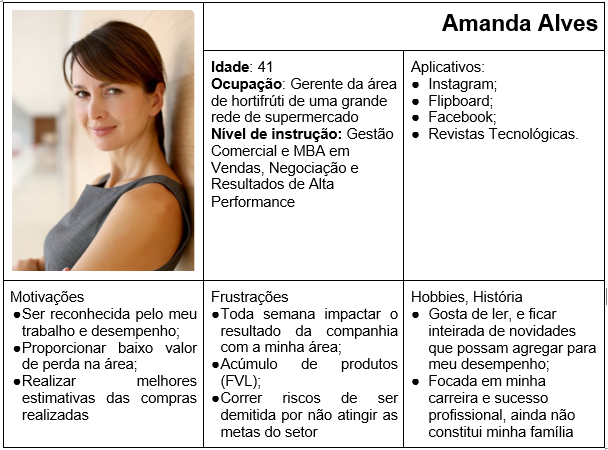 Amanda Alves
Idade: 41
Ocupação: Gerente da área
de hortifrúti de uma grande
rede de supermercado
Nível de instrução: Gestão
Comercial e MBA em
Vendas, Negociação e
Resultados de Alta
Performance
Aplicativos:
● Instagram;
● Flipboard;
● Facebook;
● Revistas Tecnológicas.
Motivações
●Ser reconhecida pelo meu
trabalho e desempenho;
●Proporcionar baixo valor
de perda na área;
●Realizar melhores
estimativas das compras
realizadas
Frustrações
●Toda semana impactar o
resultado da companhia
com a minha área;
●Acúmulo de produtos
(FVL);
●Correr riscos de ser
demitida por não atingir as
metas do setor
Hobbies, História
● Gosta de ler, e ficar
inteirada de novidades
que possam agregar para
meu desempenho;
● Focada em minha
carreira e sucesso
profissional, ainda não
constitui minha família